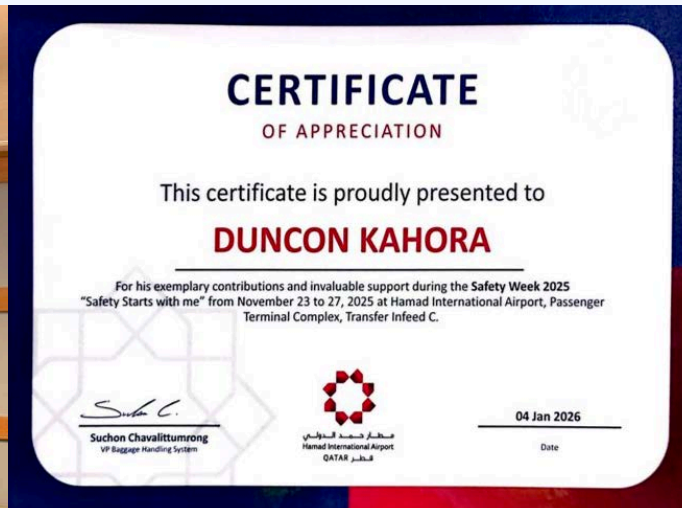 CERTIFICATE
OF APPRECIATION
This certificate is proudly presented to
DUNCON KAHORA
For his exemplary contributions and invaluable support during the Safety Week 2025
"Safety Starts with me" from November 23 to 27, 2025 at Hamad International Airport, Passenger
Terminal Complex, Transfer Infeed C.
Suchon Chavalittumrong
VP Baggage Handling System
مطار حمد الدولي
Hamad International Airport
QATAR قطر
04 Jan 2026
Date